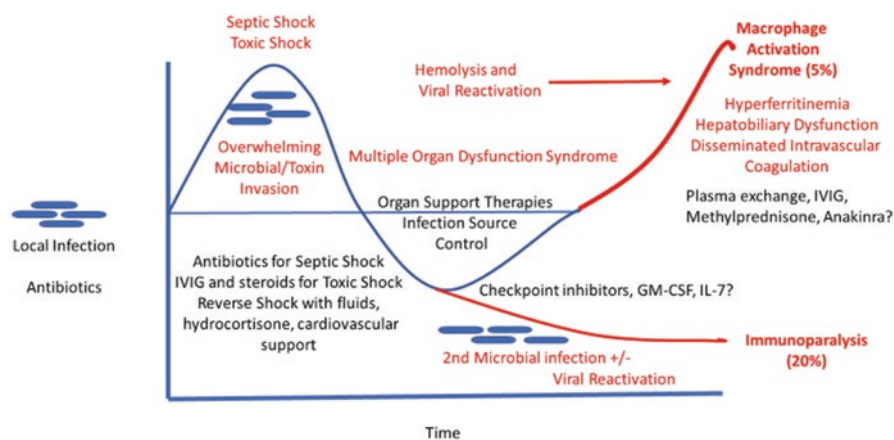 Septic Shock
Toxic Shock
Overwhelming
Microbial/Toxin
Invasion
Local Infection
Antibiotics
Antibiotics for Septic Shock
IVIG and steroids for Toxic Shock
Reverse Shock with fluids,
hydrocortisone, cardiovascular
support
Hemolysis and
Viral Reactivation
Multiple Organ Dysfunction Syndrome
Organ Support Therapies
Infection Source
Control
Macrophage
Activation
Syndrome (5%)
Hyperferritinemia
Hepatobiliary Dysfunction
Disseminated Intravascular
Coagulation
Plasma exchange, IVIG,
Methylprednisone, Anakinra?
Checkpoint inhibitors, GM-CSF, IL-7?
2nd Microbial infection +/-
Viral Reactivation
Immunoparalysis
(20%)
Time